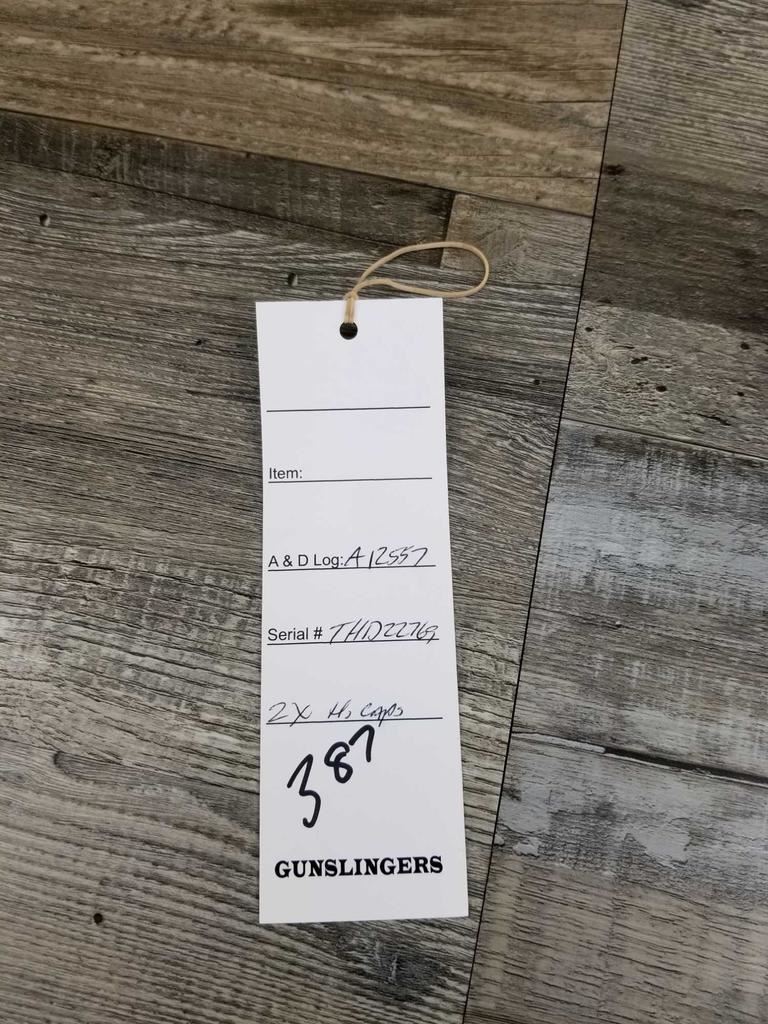 Item:
A & D Log: A12557
Serial # THD22769
2X Hi Caps
387
GUNSLINGERS